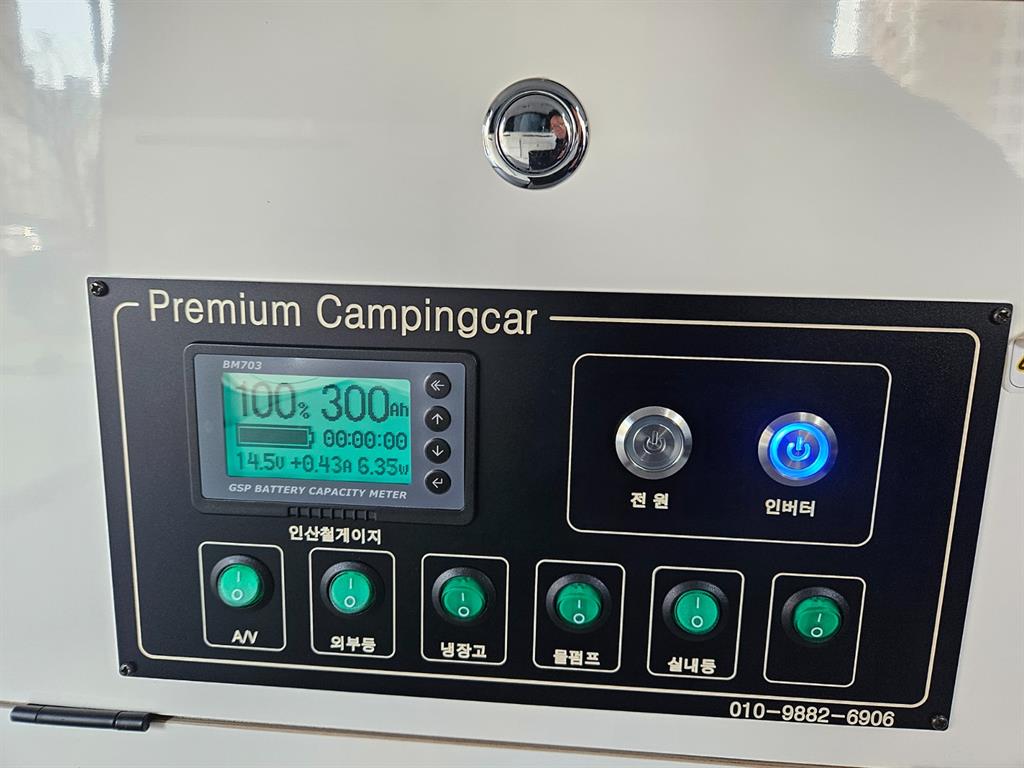 Premium Campingcar
BM703
100% 300Ah
00:00:00
14.5V +0.43A 6.35W
GSP BATTERY CAPACITY METER
인산철게이지
전원
인버터
A/V
외부등
냉장고
물펌프
실내등
010-9882-6906